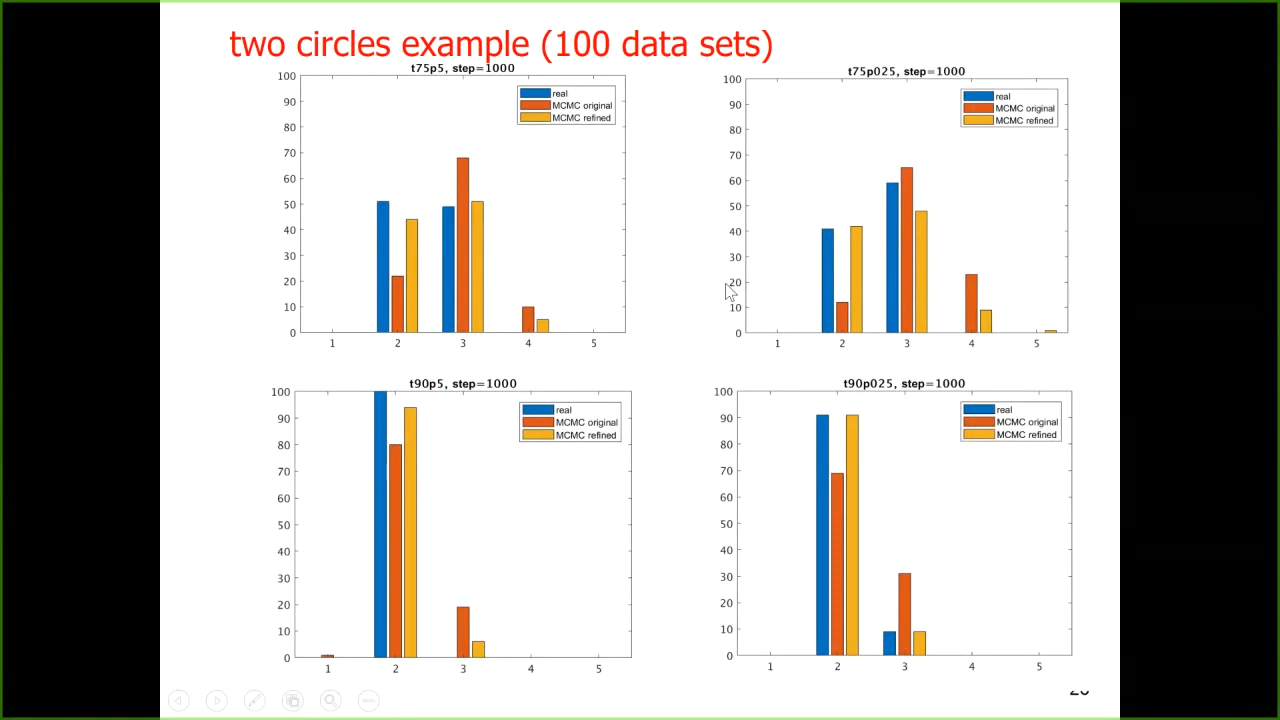 two circles example (100 data sets)
t75p5, step=1000
real
MCMC original
MCMC refined
100
90
80
70
60
50
40
30
20
10
0
1 2 3 4 5
t75p025, step=1000
real
MCMC original
MCMC refined
100
90
80
70
60
50
40
30
20
10
0
1 2 3 4 5
t90p5, step=1000
real
MCMC original
MCMC refined
100
90
80
70
60
50
40
30
20
10
0
1 2 3 4 5
t90p025, step=1000
real
MCMC original
MCMC refined
100
90
80
70
60
50
40
30
20
10
0
1 2 3 4 5